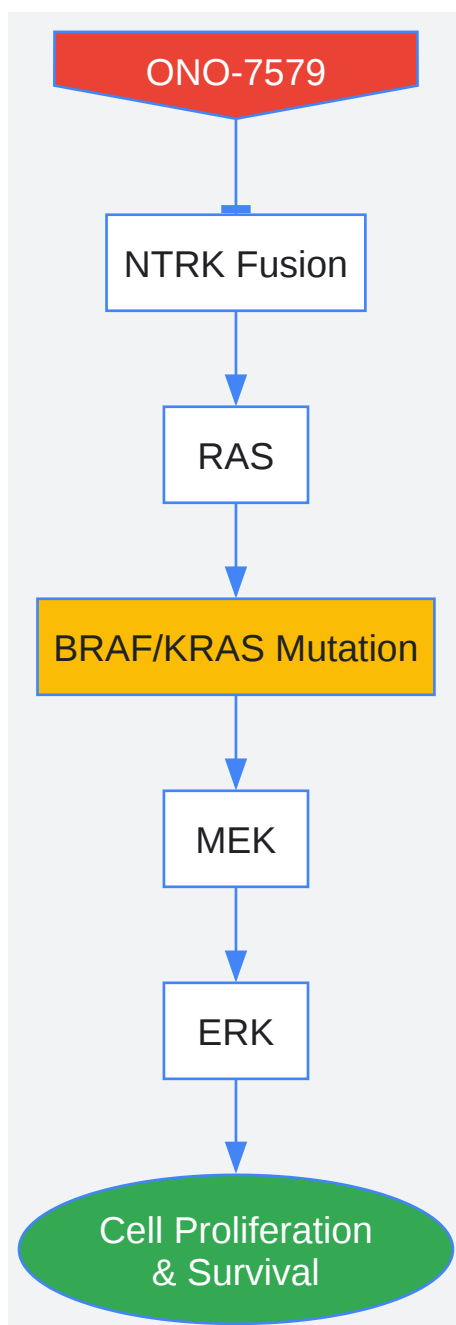 ONO-7579
NTRK Fusion
RAS
BRAF/KRAS Mutation
MEK
ERK
Cell Proliferation
& Survival